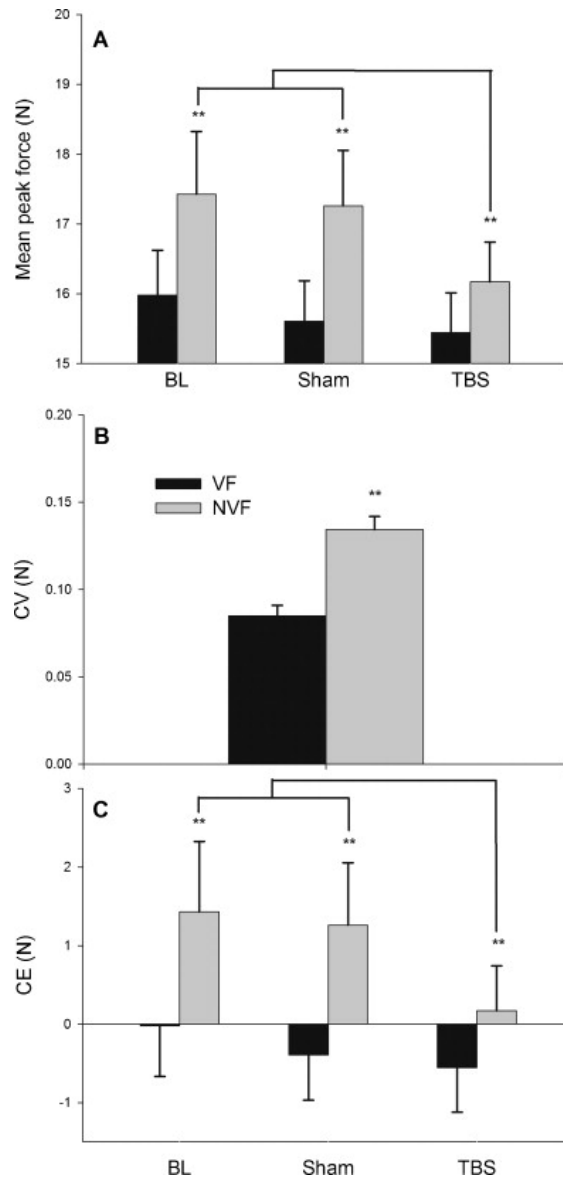 20
A
19
** **
18
**
17
16
15
Mean peak force (N)
BL Sham TBS
0.20
B
VF
NVF
**
0.15
0.10
0.05
0.00
CV (N)
3
C
** **
2
**
1
0
-1
CE (N)
BL Sham TBS